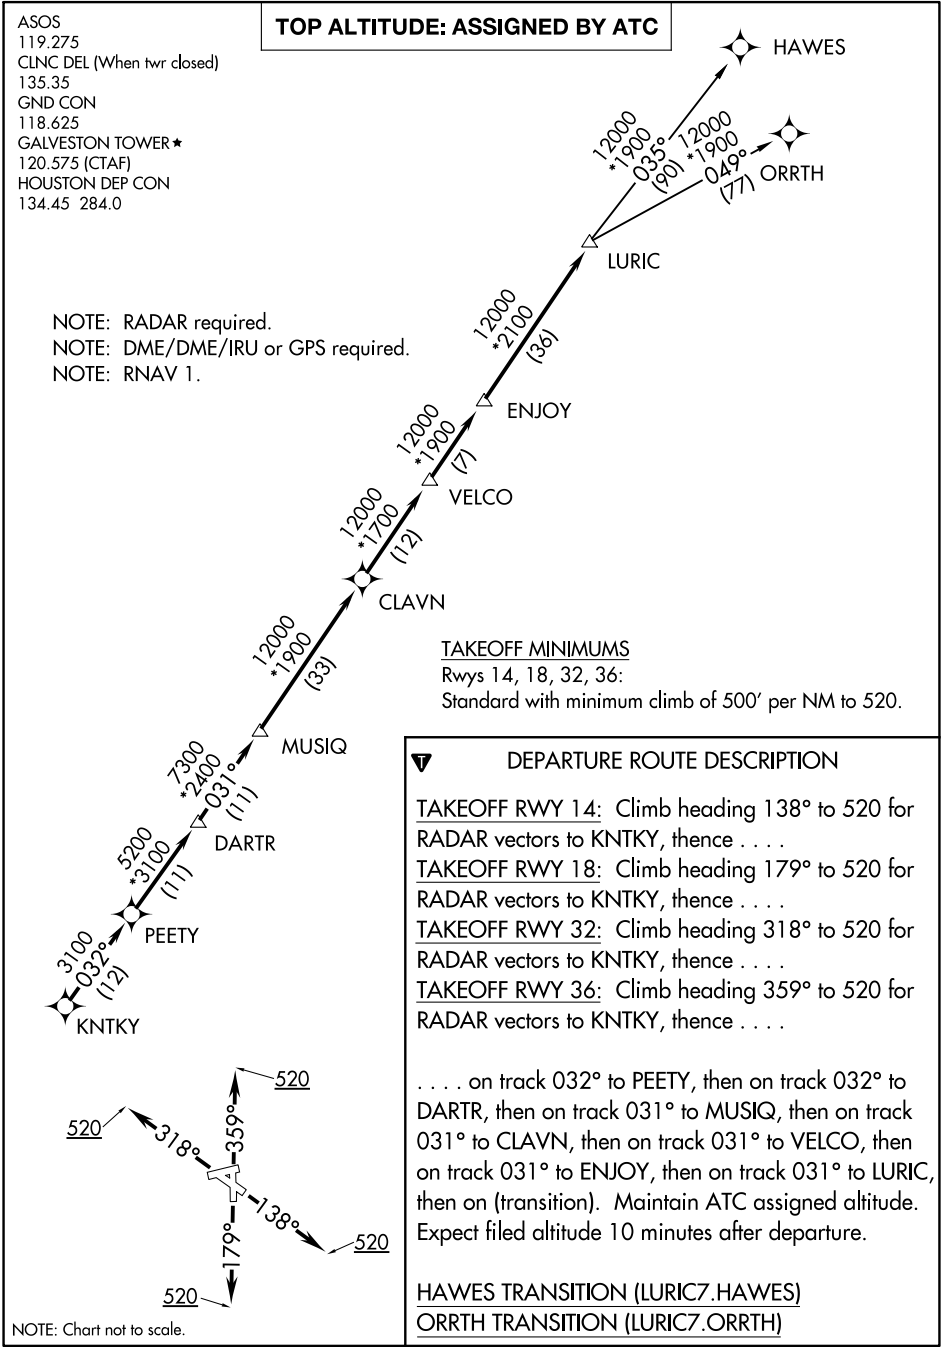 ASOS
119.275
CLNC DEL (When twr closed)
135.35
GND CON
118.625
GALVESTON TOWER★
120.575 (CTAF)
HOUSTON DEP CON
134.45 284.0
TOP ALTITUDE: ASSIGNED BY ATC
HAWES
12000
*1900
035°
(90)
12000
*1900
049°
(77)
ORRTH
LURIC
NOTE: RADAR required.
NOTE: DME/DME/IRU or GPS required.
NOTE: RNAV 1.
12000
*2100
(36)
ENJOY
12000
*1900
(7)
VELCO
12000
*1700
(12)
CLAVN
12000
*1900
(33)
TAKEOFF MINIMUMS
Rwys 14, 18, 32, 36:
Standard with minimum climb of 500' per NM to 520.
MUSIQ
7300
*2400
031°
(11)
DARTR
5200
*3100
(11)
PEETY
3100
032°
(12)
KNTKY
T
DEPARTURE ROUTE DESCRIPTION
TAKEOFF RWY 14: Climb heading 138° to 520 for
RADAR vectors to KNTKY, thence . . . .
TAKEOFF RWY 18: Climb heading 179° to 520 for
RADAR vectors to KNTKY, thence . . . .
TAKEOFF RWY 32: Climb heading 318° to 520 for
RADAR vectors to KNTKY, thence . . . .
TAKEOFF RWY 36: Climb heading 359° to 520 for
RADAR vectors to KNTKY, thence . . . .
. . . . on track 032° to PEETY, then on track 032° to
DARTR, then on track 031° to MUSIQ, then on track
031° to CLAVN, then on track 031° to VELCO, then
on track 031° to ENJOY, then on track 031° to LURIC,
then on (transition). Maintain ATC assigned altitude.
Expect filed altitude 10 minutes after departure.
HAWES TRANSITION (LURIC7.HAWES)
ORRTH TRANSITION (LURIC7.ORRTH)
520
520
318°
359°
138°
179°
520
520
NOTE: Chart not to scale.